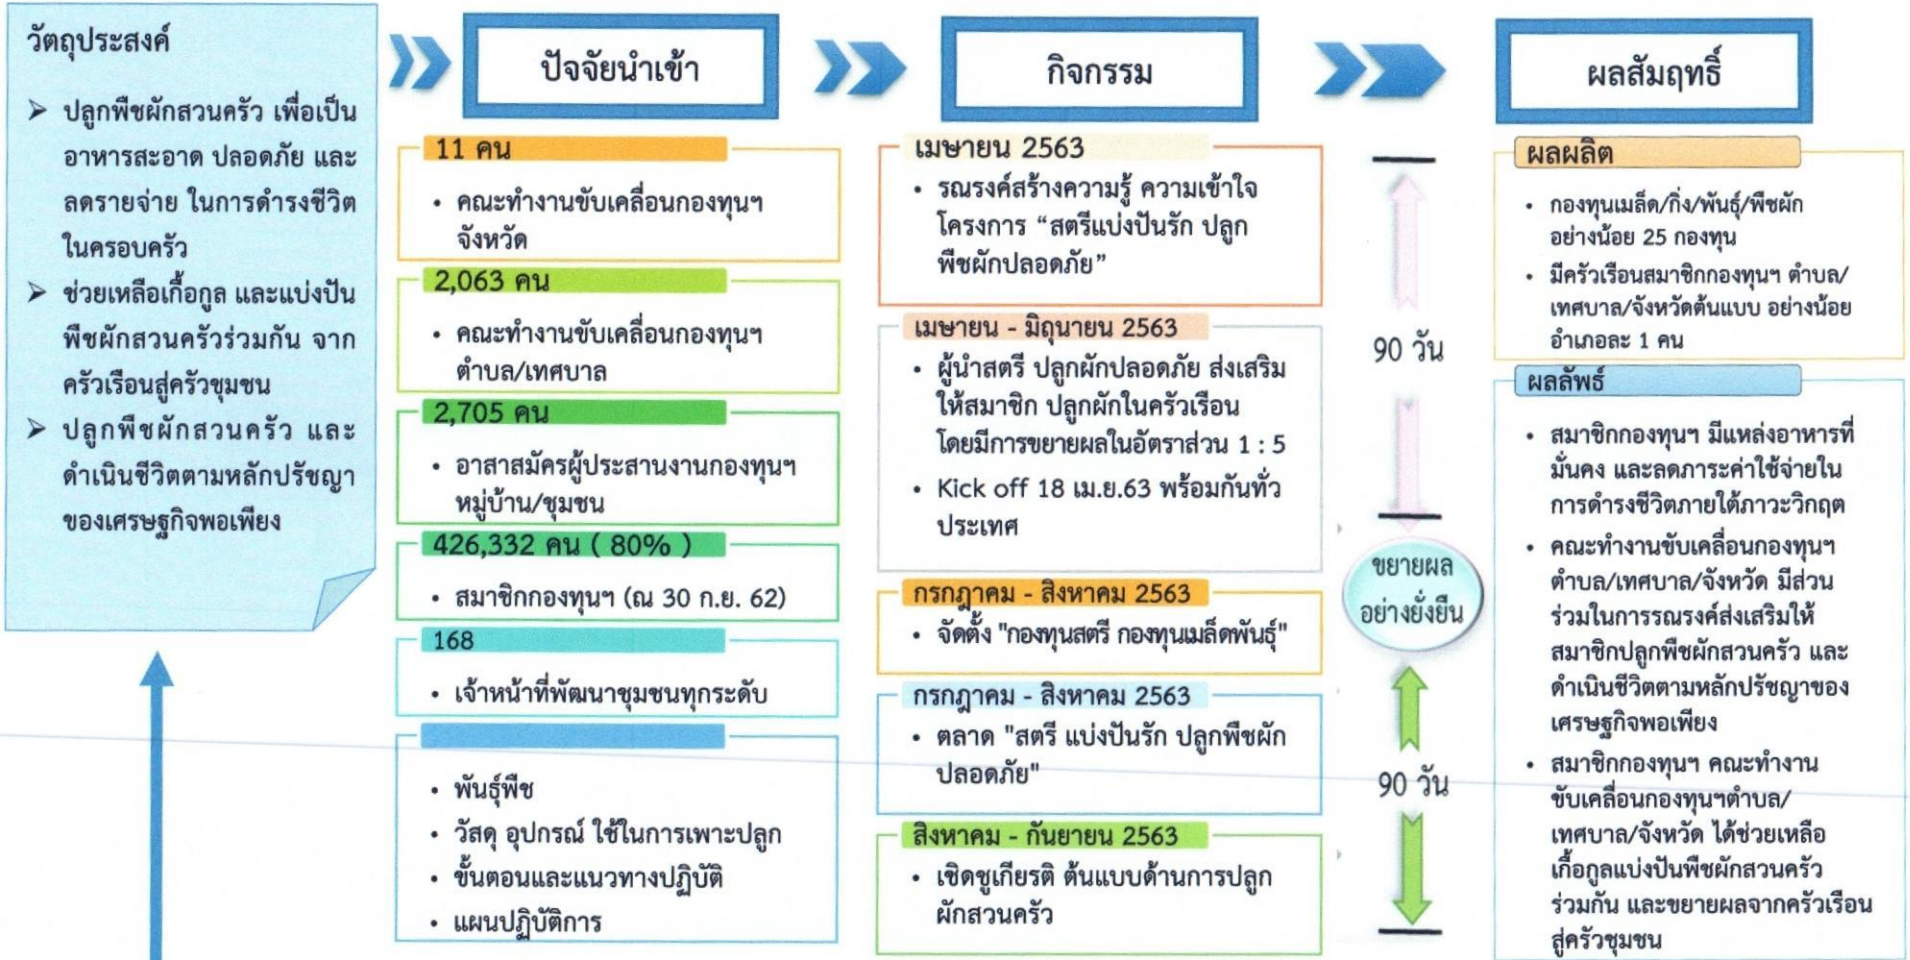 วัตถุประสงค์
➢ ปลูกพืชผักสวนครัว เพื่อเป็น
อาหารสะอาด ปลอดภัย และ
ลดรายจ่าย ในการดำรงชีวิต
ในครอบครัว
➢ ช่วยเหลือเกื้อกูล และแบ่งปัน
พืชผักสวนครัวร่วมกัน จาก
ครัวเรือนสู่ครัวชุมชน
➢ ปลูกพืชผักสวนครัว และ
ดำเนินชีวิตตามหลักปรัชญา
ของเศรษฐกิจพอเพียง
ปัจจัยนำเข้า
11 คน
• คณะทำงานขับเคลื่อนกองทุนฯ
จังหวัด
2,063 คน
• คณะทำงานขับเคลื่อนกองทุนฯ
ตำบล/เทศบาล
2,705 คน
• อาสาสมัครผู้ประสานงานกองทุนฯ
หมู่บ้าน/ชุมชน
426,332 คน ( 80% )
• สมาชิกกองทุนฯ (ณ 30 ก.ย. 62)
168
• เจ้าหน้าที่พัฒนาชุมชนทุกระดับ
• พันธุ์พืช
• วัสดุ อุปกรณ์ ใช้ในการเพาะปลูก
• ขั้นตอนและแนวทางปฏิบัติ
• แผนปฏิบัติการ
กิจกรรม
เมษายน 2563
• รณรงค์สร้างความรู้ ความเข้าใจ
โครงการ “สตรีแบ่งปันรัก ปลูก
พืชผักปลอดภัย”
เมษายน - มิถุนายน 2563
• ผู้นำสตรี ปลูกผักปลอดภัย ส่งเสริม
ให้สมาชิก ปลูกผักในครัวเรือน
โดยมีการขยายผลในอัตราส่วน 1 : 5
• Kick off 18 เม.ย.63 พร้อมกันทั่ว
ประเทศ
กรกฎาคม - สิงหาคม 2563
• จัดตั้ง "กองทุนสตรี กองทุนเมล็ดพันธุ์"
กรกฎาคม - สิงหาคม 2563
• ตลาด "สตรี แบ่งปันรัก ปลูกพืชผัก
ปลอดภัย"
สิงหาคม - กันยายน 2563
• เชิดชูเกียรติ ต้นแบบด้านการปลูก
ผักสวนครัว
90 วัน
ขยายผล
อย่างยั่งยืน
90 วัน
ผลสัมฤทธิ์
ผลผลิต
• กองทุนเมล็ด/กิ่ง/พันธุ์/พืชผัก
อย่างน้อย 25 กองทุน
• มีครัวเรือนสมาชิกกองทุนฯ ตำบล/
เทศบาล/จังหวัดต้นแบบ อย่างน้อย
อำเภอละ 1 คน
ผลลัพธ์
• สมาชิกกองทุนฯ มีแหล่งอาหารที่
มั่นคง และลดภาระค่าใช้จ่ายใน
การดำรงชีวิตภายใต้ภาวะวิกฤต
• คณะทำงานขับเคลื่อนกองทุนฯ
ตำบล/เทศบาล/จังหวัด มีส่วน
ร่วมในการรณรงค์ส่งเสริมให้
สมาชิกปลูกพืชผักสวนครัว และ
ดำเนินชีวิตตามหลักปรัชญาของ
เศรษฐกิจพอเพียง
• สมาชิกกองทุนฯ คณะทำงาน
ขับเคลื่อนกองทุนฯตำบล/
เทศบาล/จังหวัด ได้ช่วยเหลือ
เกื้อกูลแบ่งปันพืชผักสวนครัว
ร่วมกัน และขยายผลจากครัวเรือน
สู่ครัวชุมชน